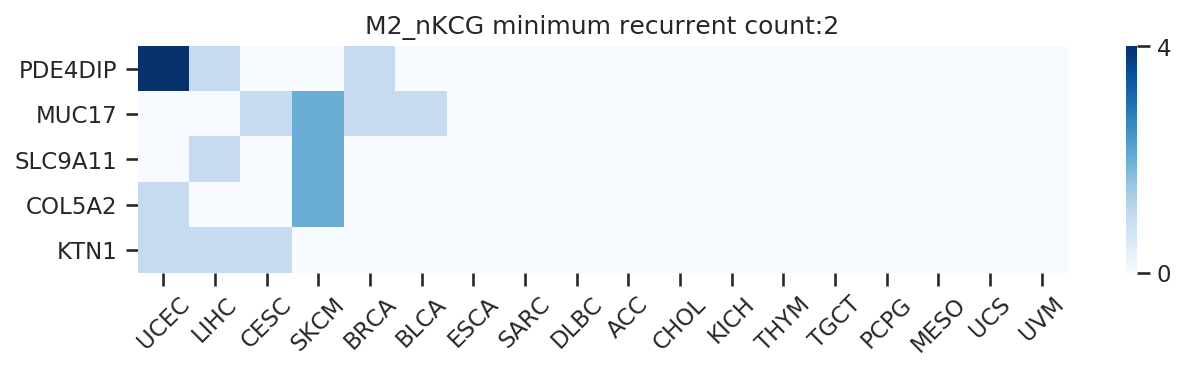 M2_nKCG minimum recurrent count:2
PDE4DIP
MUC17
SLC9A11
COL5A2
KTN1
UCEC
LIHC
CESC
SKCM
BRCA
BLCA
ESCA
SARC
DLBC
ACC
CHOL
KICH
THYM
TGCT
PCPG
MESO
UCS
UVM
4
0